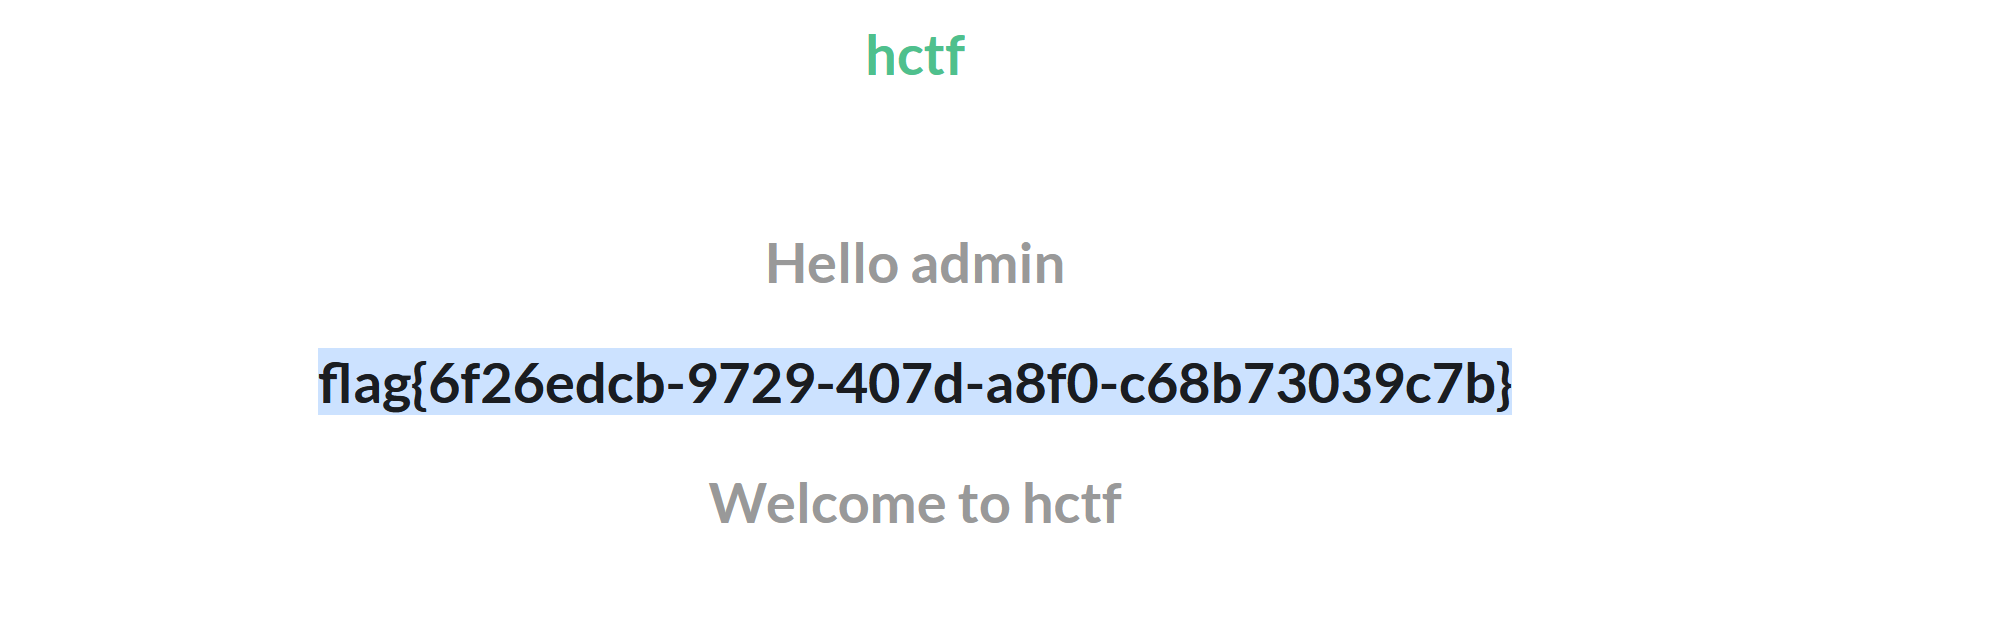 hctf
Hello admin
flag{6f26edcb-9729-407d-a8f0-c68b73039c7b}
Welcome to hctf